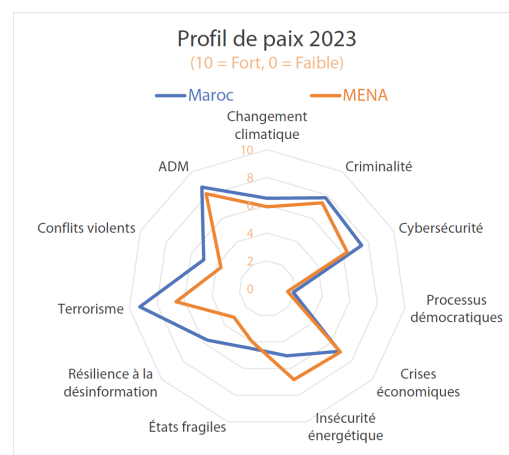 Profil de paix 2023
(10 = Fort, 0 = Faible)
Maroc
MENA
Changement
climatique
10
8
6
4
2
0
Criminalité
Cybersécurité
Processus
démocratiques
Crises
économiques
Insécurité
énergétique
États fragiles
Résilience à la
désinformation
Terrorisme
Conflits violents
ADM